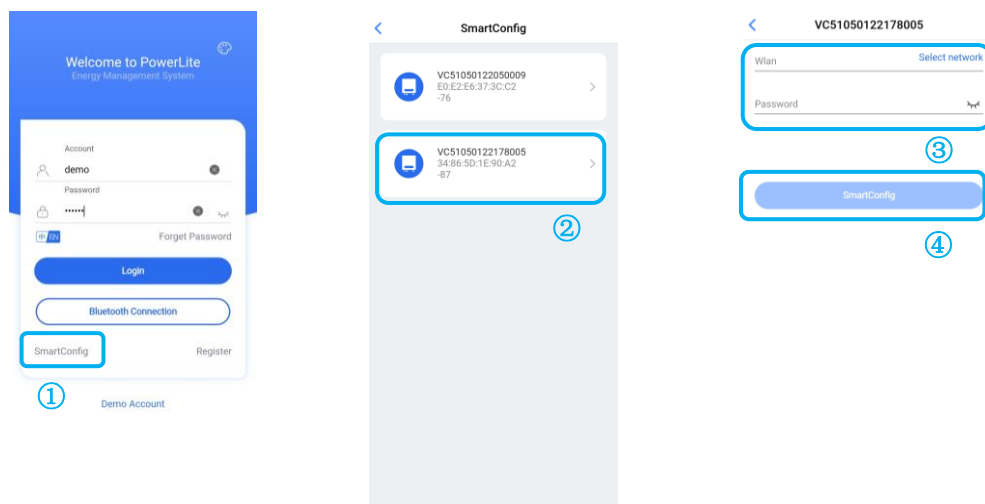 Welcome to PowerLite
Energy Management System
Account
demo
Password
••••••
中 EN
Forget Password
Login
Bluetooth Connection
SmartConfig
Register
①
Demo Account
SmartConfig
VC51050122050009
E0:E2:E6:37:3C:C2
-76
VC51050122178005
34:86:5D:1E:90:A2
-87
②
VC51050122178005
Wlan
Select network
Password
③
SmartConfig
④